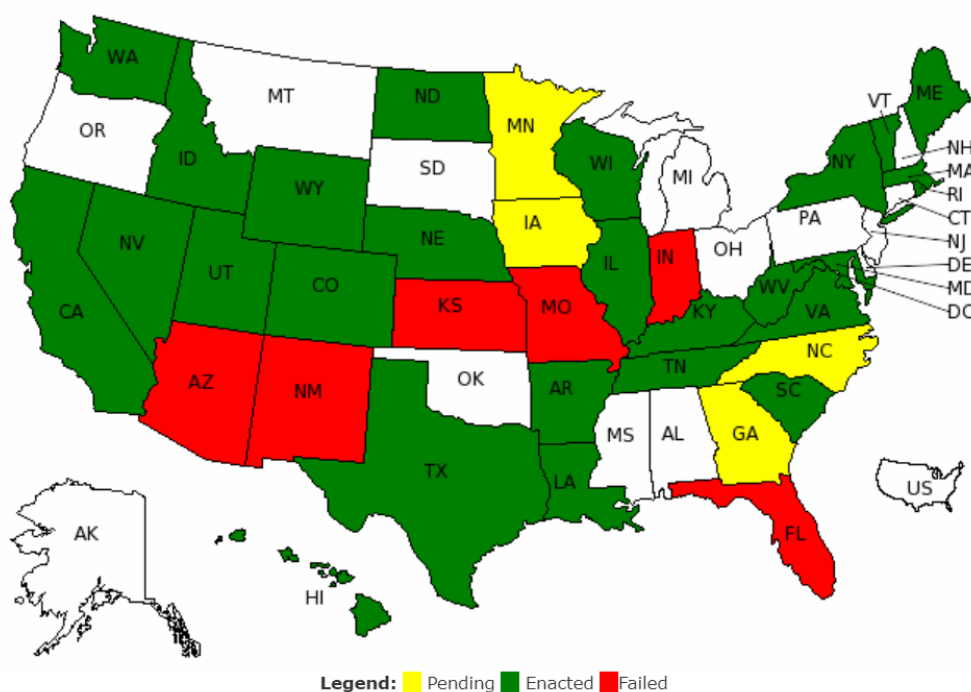 WA
MT
ND
MN
VT
ME
OR
ID
SD
WI
NY
NH
MA
WY
MI
RI
IA
PA
CT
NE
NV
OH
NJ
UT
IL
IN
DE
CO
WV
MD
CA
KS
MO
KY
VA
DC
NC
TN
AZ
NM
OK
AR
SC
MS
AL
GA
TX
LA
US
AK
FL
HI
Legend: Pending Enacted Failed